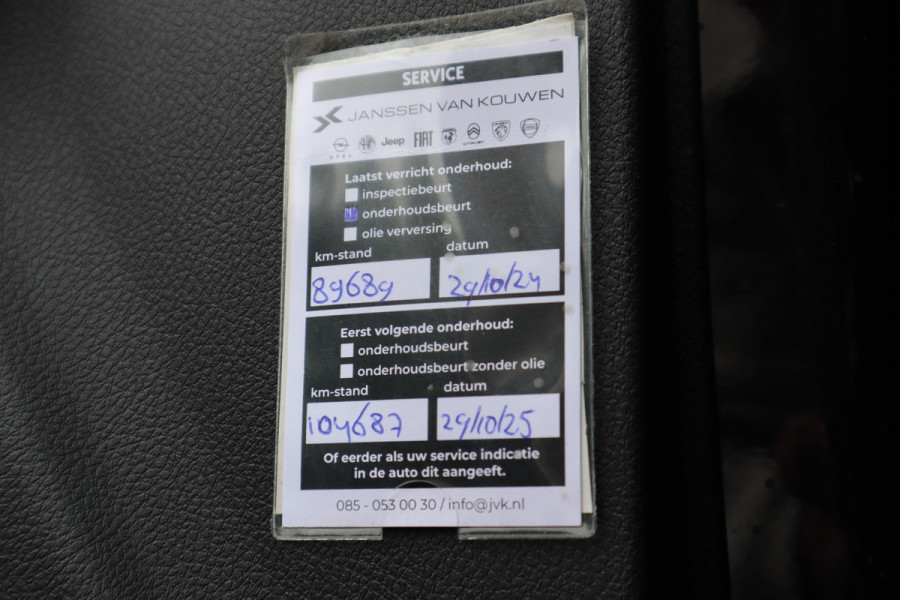 SERVICE
JANSSEN VAN KOUWEN
OPEL Jeep FIAT CITROËN
Laatst verricht onderhoud:
inspectiebeurt
onderhoudsbeurt
olie verversing
km-stand datum
89689 29/10/24
Eerst volgende onderhoud:
onderhoudsbeurt
onderhoudsbeurt zonder olie
km-stand datum
104687 29/10/25
Of eerder als uw service indicatie
in de auto dit aangeeft.
085 - 053 00 30 / info@jvk.nl